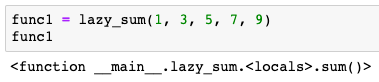 func1 = lazy_sum(1, 3, 5, 7, 9)
func1
<function __main__.lazy_sum.<locals>.sum()>